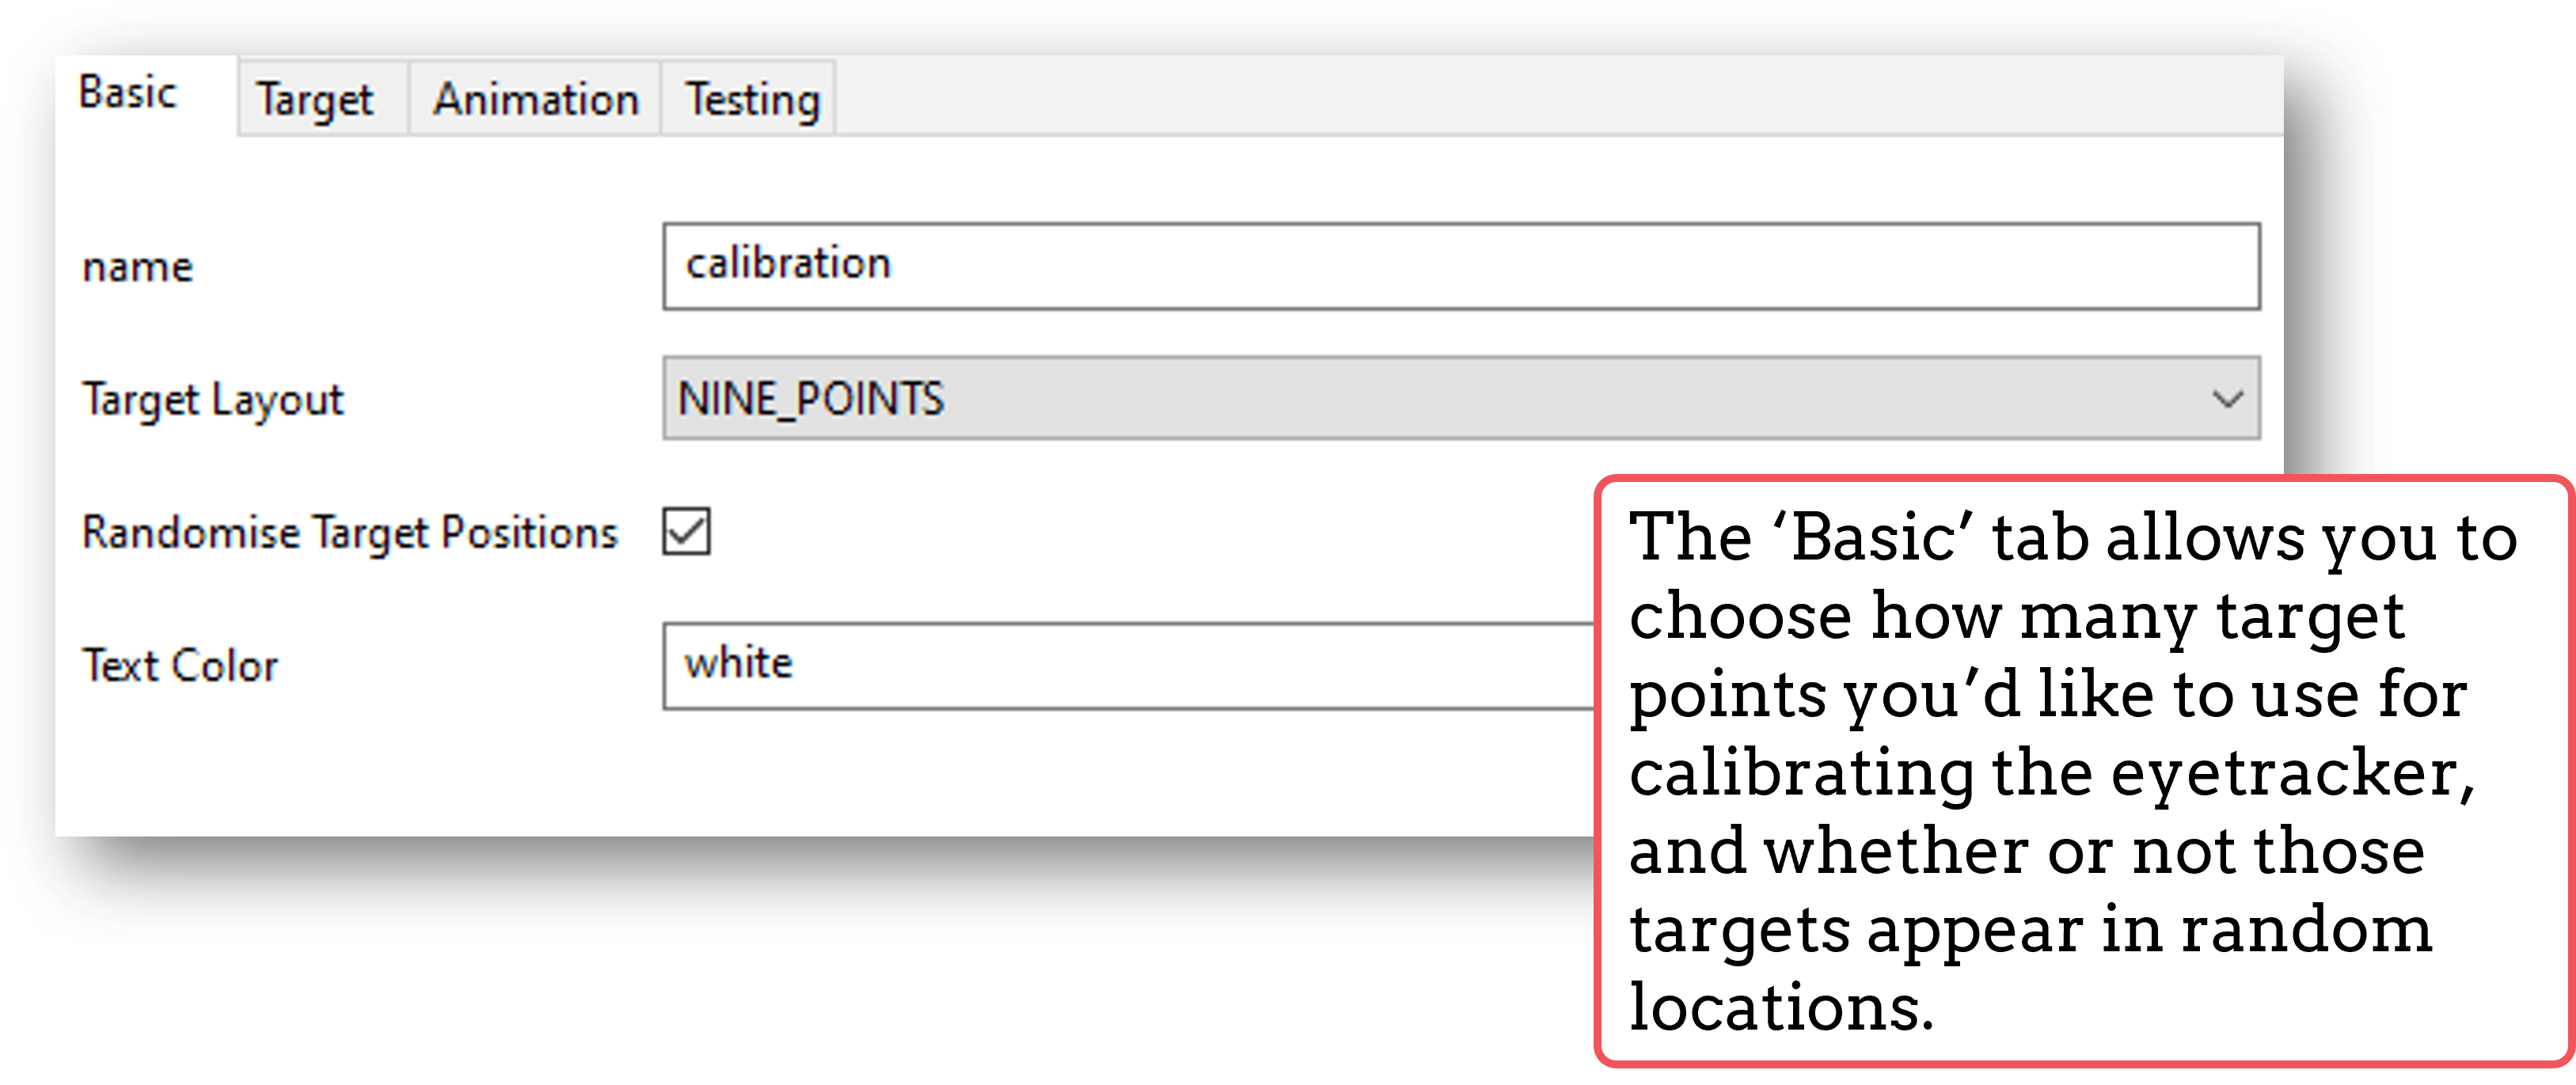 Basic Target Animation Testing
name calibration
Target Layout NINE_POINTS
Randomise Target Positions
Text Color white
The ‘Basic’ tab allows you to
choose how many target
points you’d like to use for
calibrating the eyetracker,
and whether or not those
targets appear in random
locations.